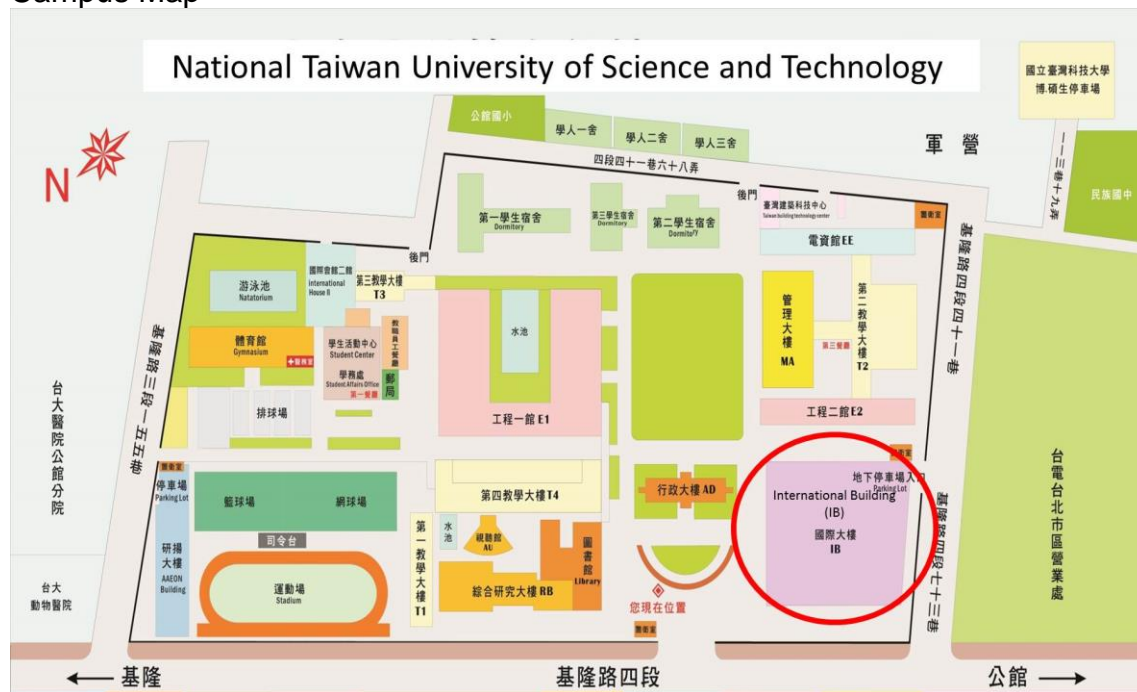 Campus Map
National Taiwan University of Science and Technology
國立臺灣科技大學
博.碩生停車場
公館國小
學人一舍
學人二舍
學人三舍
軍營
一一三巷十九弄
民族國中
N
四段四十一巷六十八弄
後門
臺灣建築科技中心
Taiwan building technology center
警衛室
第一學生宿舍
Dormitory
第三學生宿舍
Dormitory
第二學生宿舍
Dormitory
電資館 EE
基隆路四段四十一巷
後門
游泳池
Natatorium
國際會館二館
International
House II
第三教學大樓
T3
水池
管理大樓
MA
第三餐廳
第二教學大樓
T2
體育館
Gymnasium
醫務室
學生活動中心
Student Center
學務處
Student Affairs Office
第一餐廳
教職員工餐廳
郵局
基隆路三段一五五巷
台大醫院公館分院
排球場
工程一館 E1
工程二館 E2
警衛室
停車場
Parking Lot
籃球場
網球場
第四教學大樓 T4
行政大樓 AD
警衛室
地下停車場入口
Parking Lot
International Building
(IB)
國際大樓
IB
基隆路四段七十三巷
台電台北市區營業處
司令台
研揚大樓
AAEON
Building
運動場
Stadium
第一教學大樓
T1
水池
視聽館
AU
圖書館
Library
綜合研究大樓 RB
您現在位置
警衛室
台大
動物醫院
← 基隆
基隆路四段
公館 →